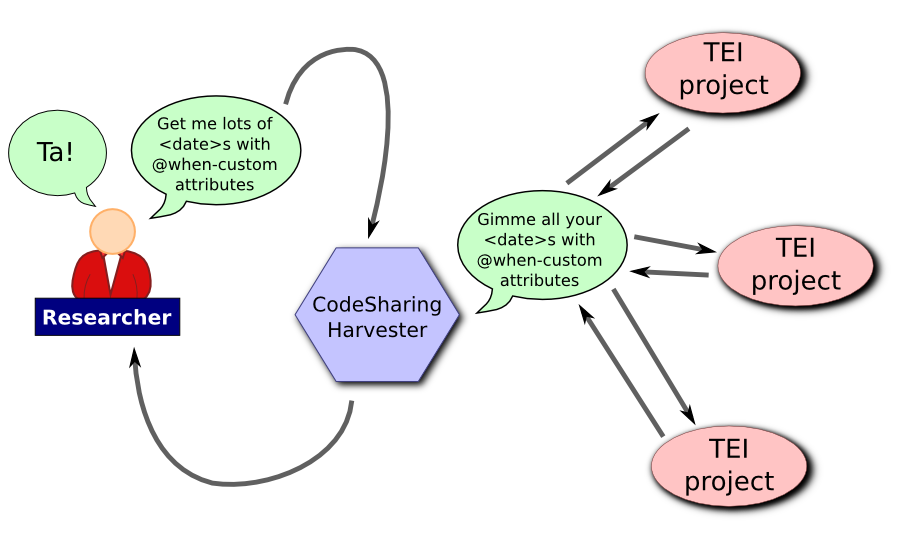 Ta!
Get me lots of
<date>s with
@when-custom
attributes
Researcher
CodeSharing
Harvester
Gimme all your
<date>s with
@when-custom
attributes
TEI
project
TEI
project
TEI
project